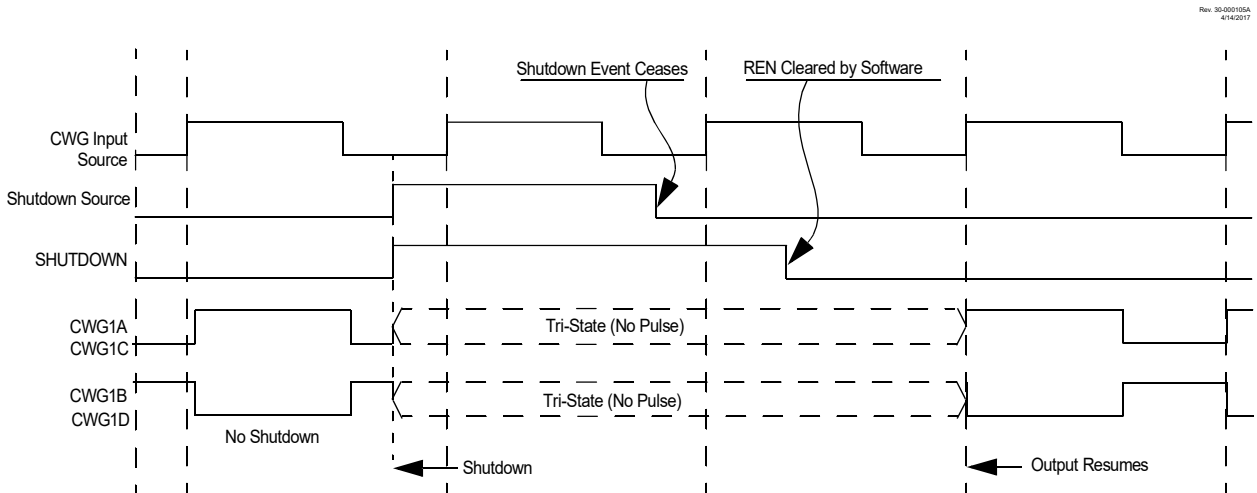 Rev. 30-000105A
4/14/2017
Shutdown Event Ceases
REN Cleared by Software
CWG Input
Source
Shutdown Source
SHUTDOWN
CWG1A
CWG1C
Tri-State (No Pulse)
CWG1B
CWG1D
Tri-State (No Pulse)
No Shutdown
Shutdown
Output Resumes